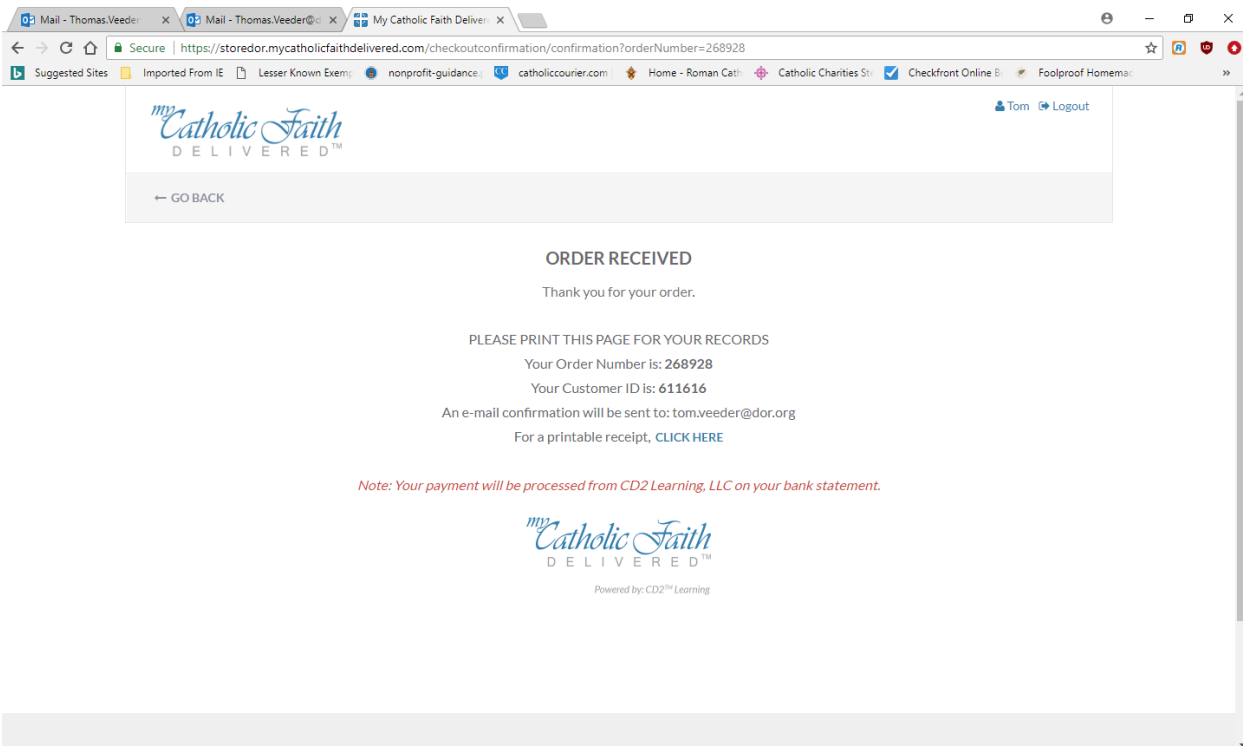 Mail - Thomas.Veeder
Mail - Thomas.Veeder@d
My Catholic Faith Deliver
Secure | https://storedor.mycatholicfaithdelivered.com/checkoutconfirmation/confirmation?orderNumber=268928
Suggested Sites Imported From IE Lesser Known Exemp nonprofit-guidance. catholiccourier.com Home - Roman Cath Catholic Charities Ste Checkfront Online B Foolproof Homemac »
my Catholic Faith
DELIVERED™
Tom Logout
← GO BACK
ORDER RECEIVED
Thank you for your order.
PLEASE PRINT THIS PAGE FOR YOUR RECORDS
Your Order Number is: 268928
Your Customer ID is: 611616
An e-mail confirmation will be sent to: tom.veeder@dor.org
For a printable receipt, CLICK HERE
Note: Your payment will be processed from CD2 Learning, LLC on your bank statement.
my Catholic Faith
DELIVERED™
Powered by: CD2™ Learning